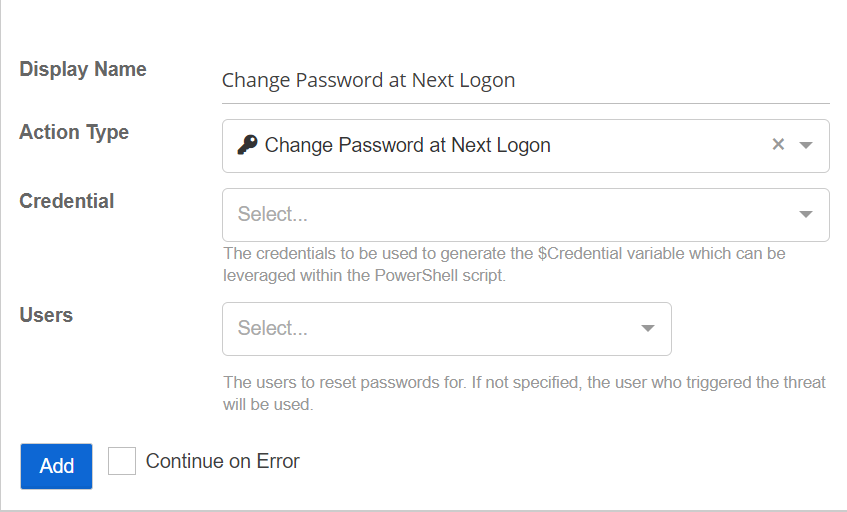 Display Name
Change Password at Next Logon
Action Type
Change Password at Next Logon
Credential
Select...
The credentials to be used to generate the $Credential variable which can be
leveraged within the PowerShell script.
Users
Select...
The users to reset passwords for. If not specified, the user who triggered the threat
will be used.
Add
Continue on Error